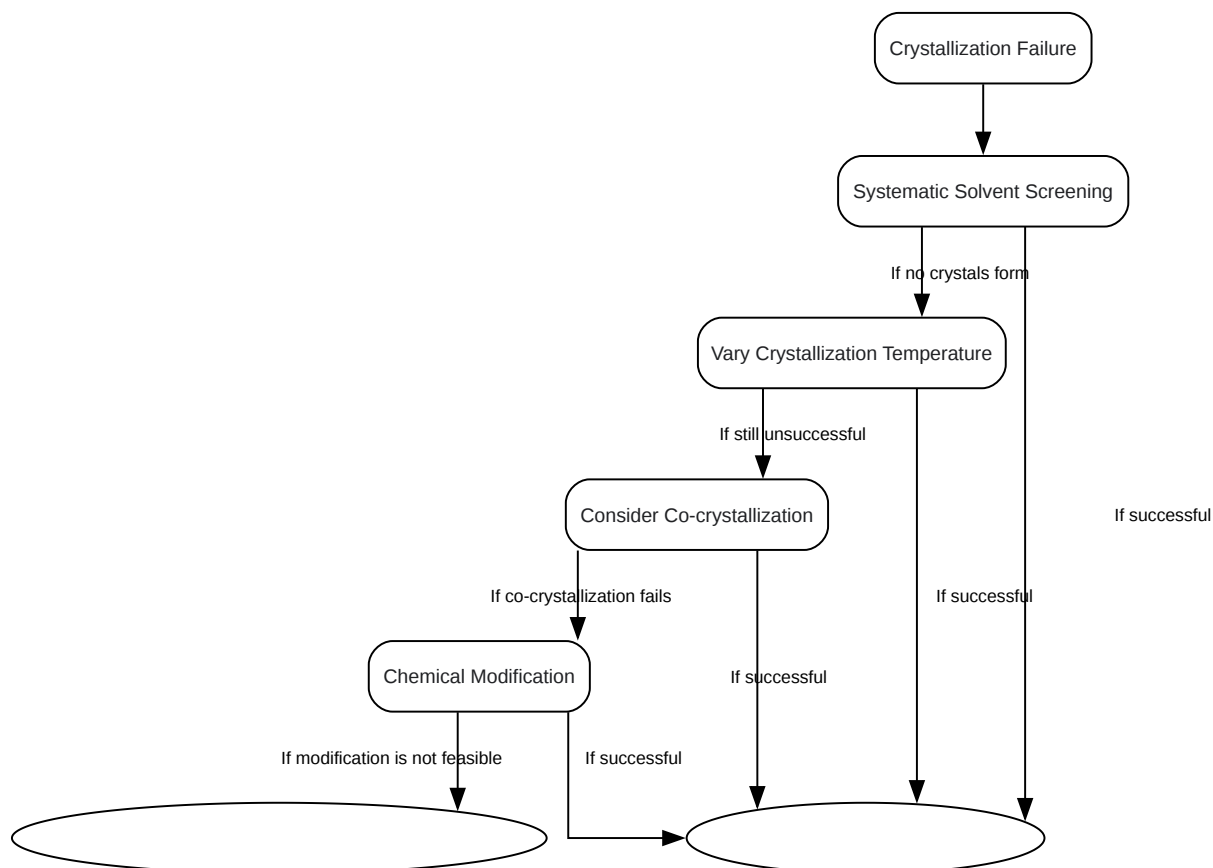 Crystallization Failure
Systematic Solvent Screening
If no crystals form
Vary Crystallization Temperature
If still unsuccessful
Consider Co-crystallization
If successful
If co-crystallization fails
If successful
Chemical Modification
If successful
If modification is not feasible
If successful